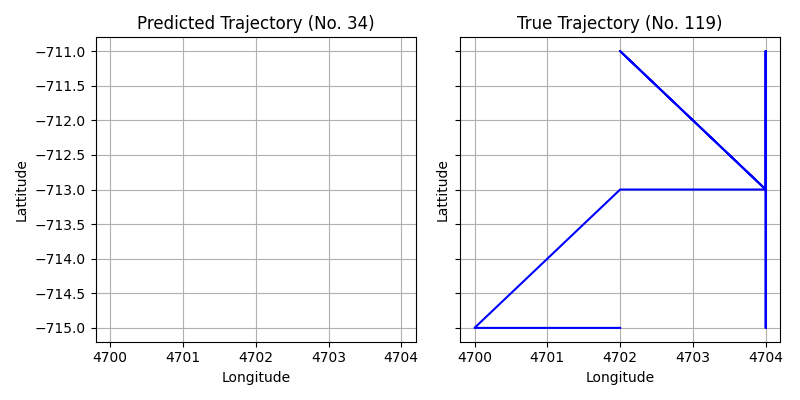 Predicted Trajectory (No. 34)
−711.0
−711.5
−712.0
−712.5
−713.0
−713.5
−714.0
−714.5
−715.0
Lattitude
4700 4701 4702 4703 4704
Longitude
True Trajectory (No. 119)
Lattitude
4700 4701 4702 4703 4704
Longitude